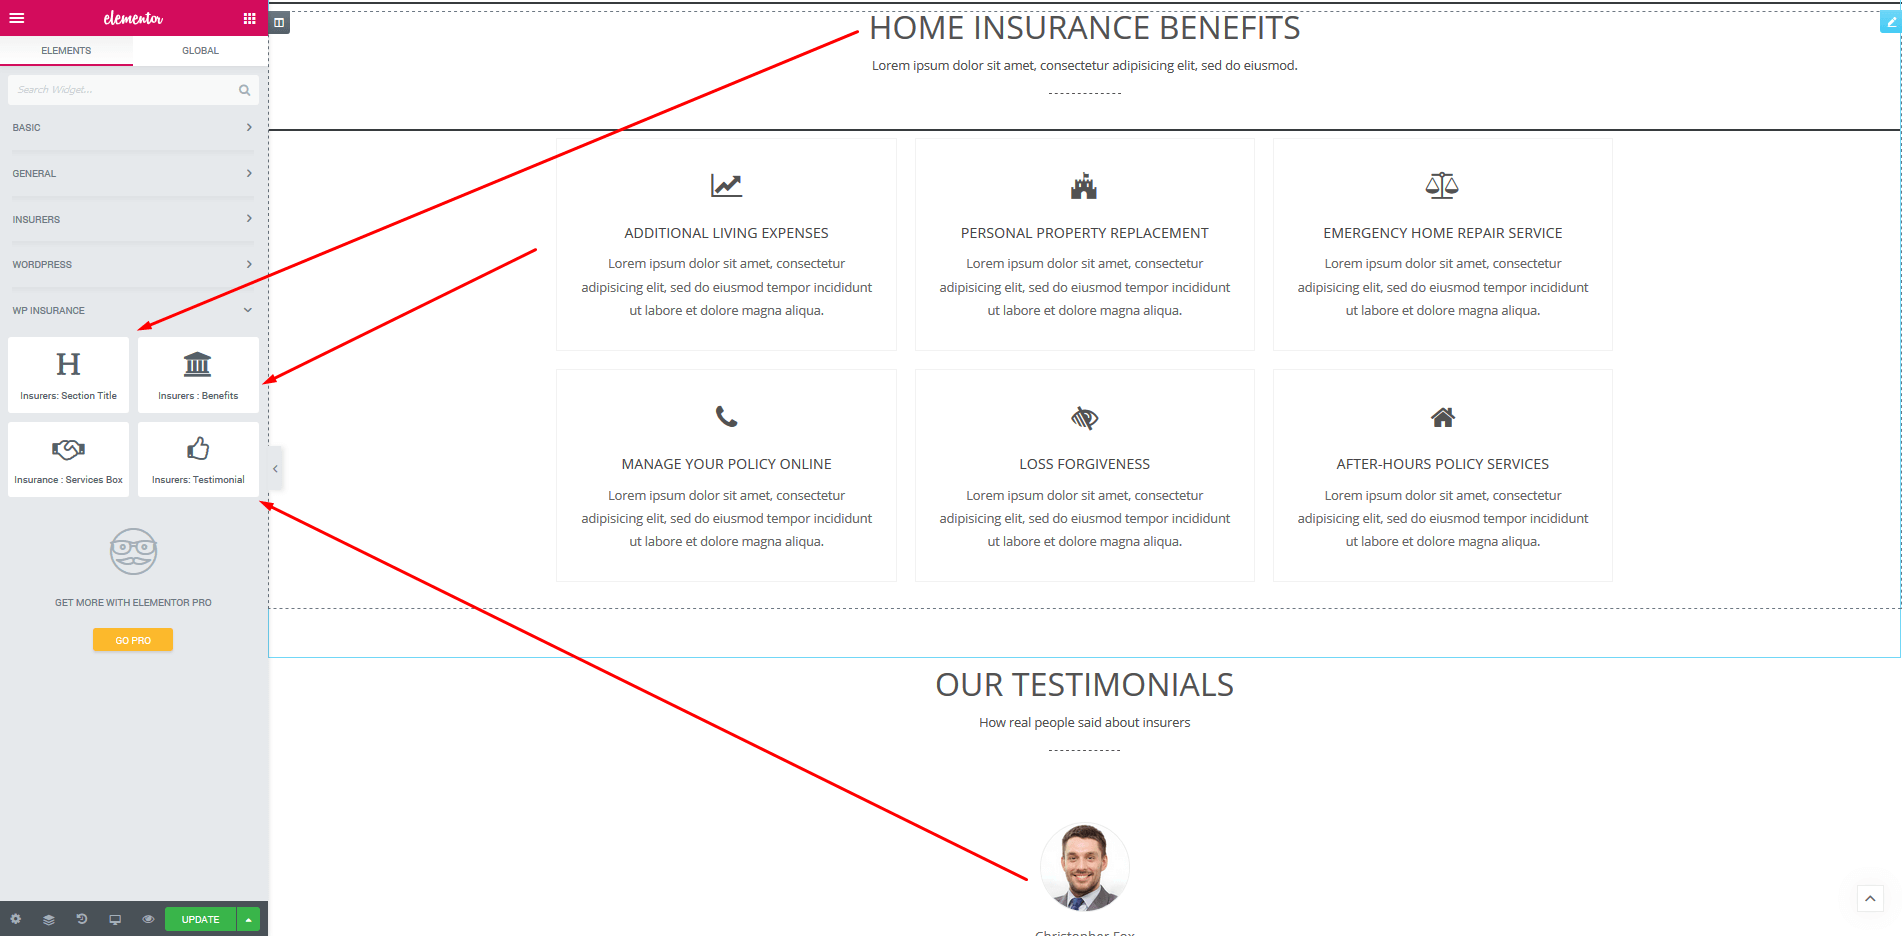 elementor
ELEMENTS
GLOBAL
Search Widget...
BASIC
GENERAL
INSURERS
WORDPRESS
WP INSURANCE
H
Insurers: Section Title
Insurers : Benefits
Insurance : Services Box
Insurers: Testimonial
GET MORE WITH ELEMENTOR PRO
GO PRO
UPDATE
HOME INSURANCE BENEFITS
Lorem ipsum dolor sit amet, consectetur adipisicing elit, sed do eiusmod.
ADDITIONAL LIVING EXPENSES
Lorem ipsum dolor sit amet, consectetur
adipisicing elit, sed do eiusmod tempor incididunt
ut labore et dolore magna aliqua.
PERSONAL PROPERTY REPLACEMENT
Lorem ipsum dolor sit amet, consectetur
adipisicing elit, sed do eiusmod tempor incididunt
ut labore et dolore magna aliqua.
EMERGENCY HOME REPAIR SERVICE
Lorem ipsum dolor sit amet, consectetur
adipisicing elit, sed do eiusmod tempor incididunt
ut labore et dolore magna aliqua.
MANAGE YOUR POLICY ONLINE
Lorem ipsum dolor sit amet, consectetur
adipisicing elit, sed do eiusmod tempor incididunt
ut labore et dolore magna aliqua.
LOSS FORGIVENESS
Lorem ipsum dolor sit amet, consectetur
adipisicing elit, sed do eiusmod tempor incididunt
ut labore et dolore magna aliqua.
AFTER-HOURS POLICY SERVICES
Lorem ipsum dolor sit amet, consectetur
adipisicing elit, sed do eiusmod tempor incididunt
ut labore et dolore magna aliqua.
OUR TESTIMONIALS
How real people said about insurers
Christopher Fox